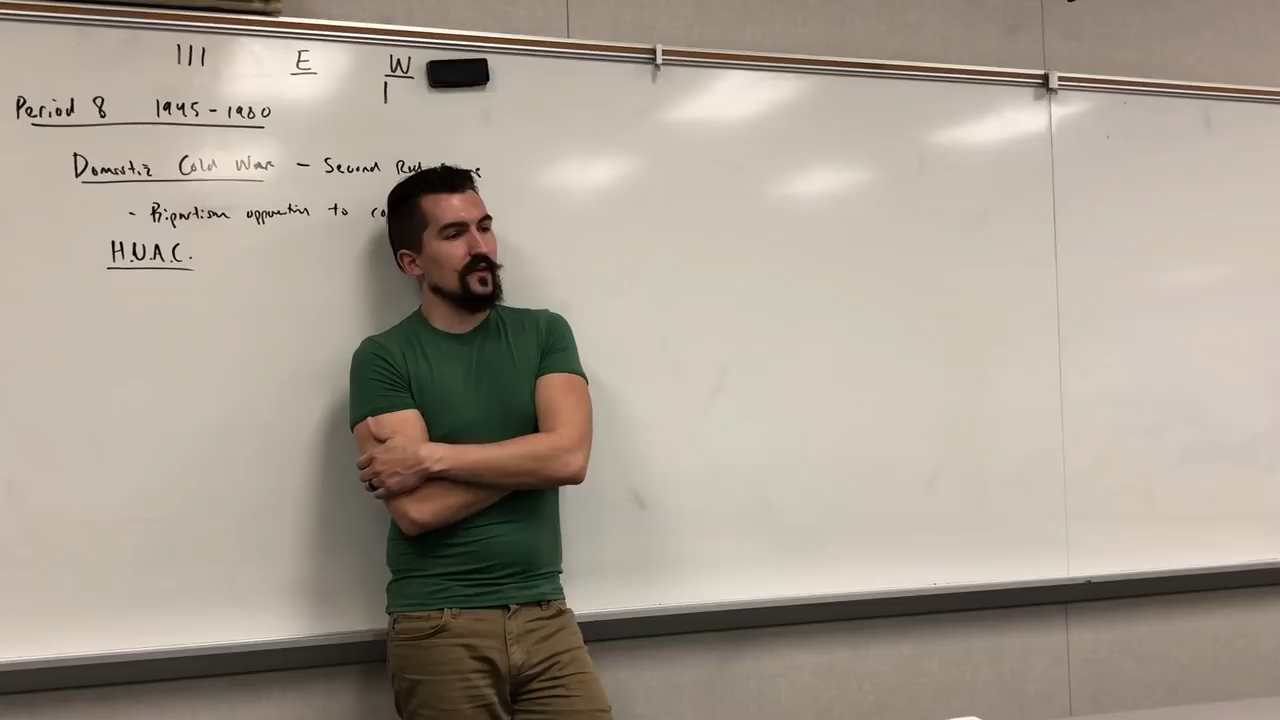 III E W
I
Period 8 1945-1980
Domestic Cold War - Second Red
- Bipartisan opposition to
H.U.A.C.